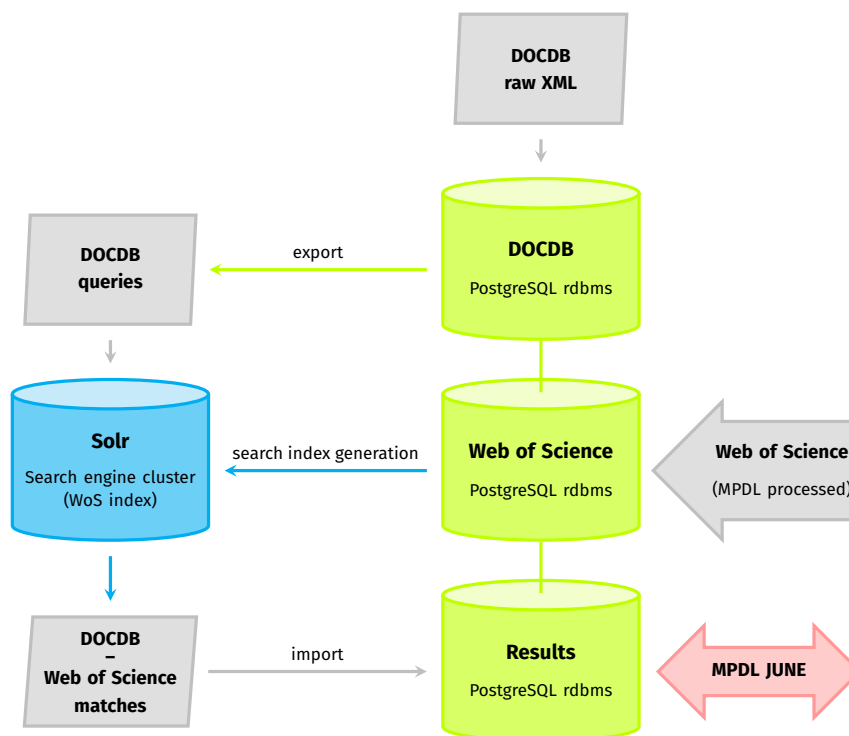 DOCDB
raw XML
DOCDB
queries
export
DOCDB
PostgreSQL rdbms
Solr
Search engine cluster
(WoS index)
search index generation
Web of Science
PostgreSQL rdbms
Web of Science
(MPDL processed)
DOCDB
–
Web of Science
matches
import
Results
PostgreSQL rdbms
MPDL JUNE